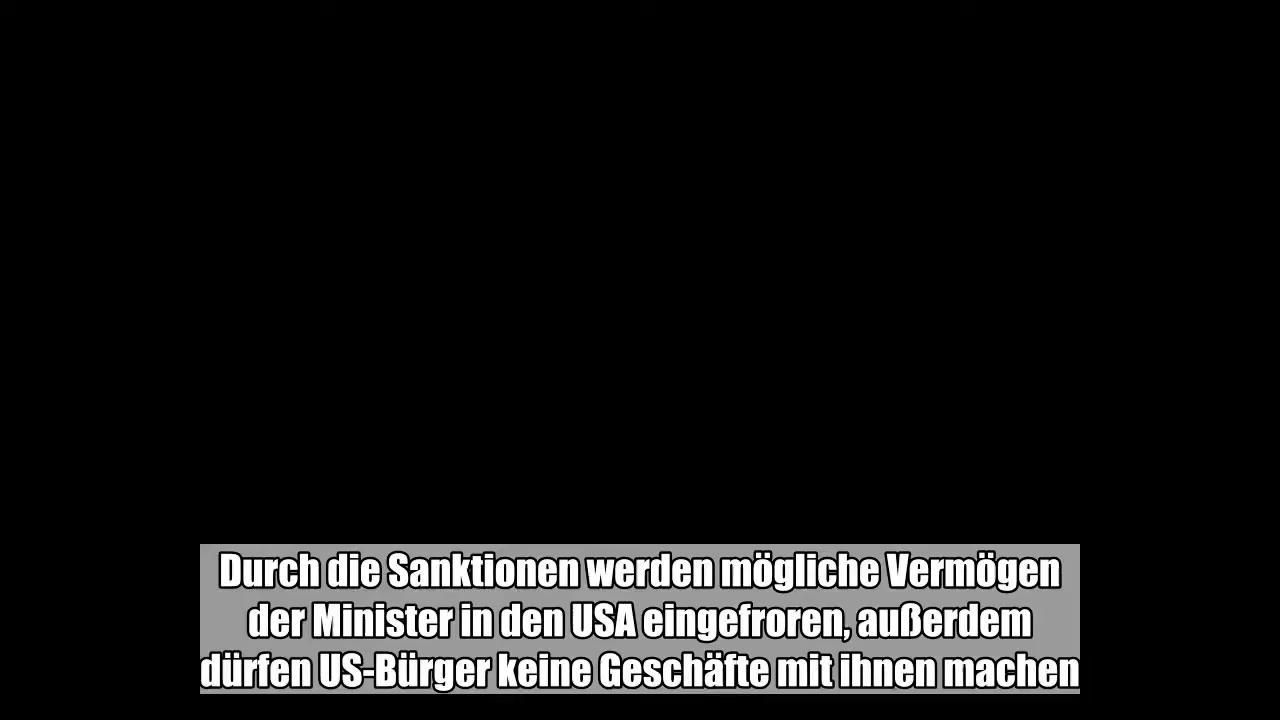 Durch die Sanktionen werden mögliche Vermögen
der Minister in den USA eingefroren, außerdem
dürfen US-Bürger keine Geschäfte mit ihnen machen